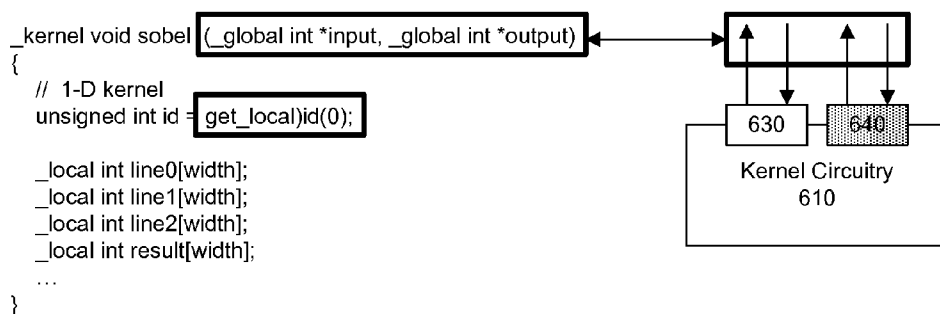 _kernel void sobel (_global int *input, _global int *output)
{
// 1-D kernel
unsigned int id = get_local)id(0);
_local int line0[width];
_local int line1[width];
_local int line2[width];
_local int result[width];
...
}
630
640
Kernel Circuitry
610